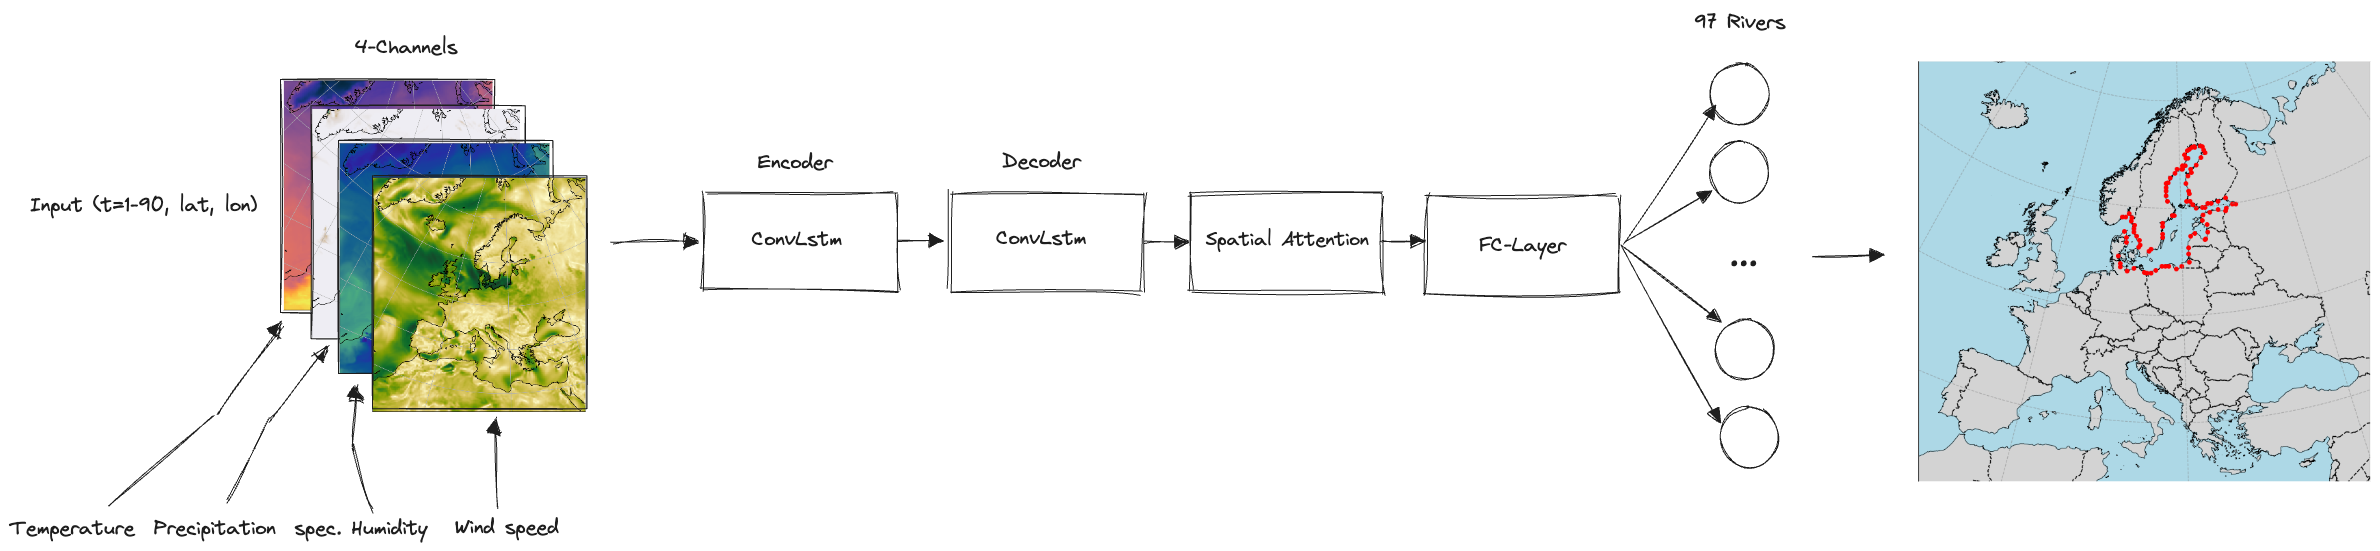 97 Rivers
4-Channels
Encoder
Decoder
Input (t=1-90, lat, lon)
ConvLstm
ConvLstm
Spatial Attention
FC-Layer
...
Temperature
Precipitation
spec. Humidity
Wind speed